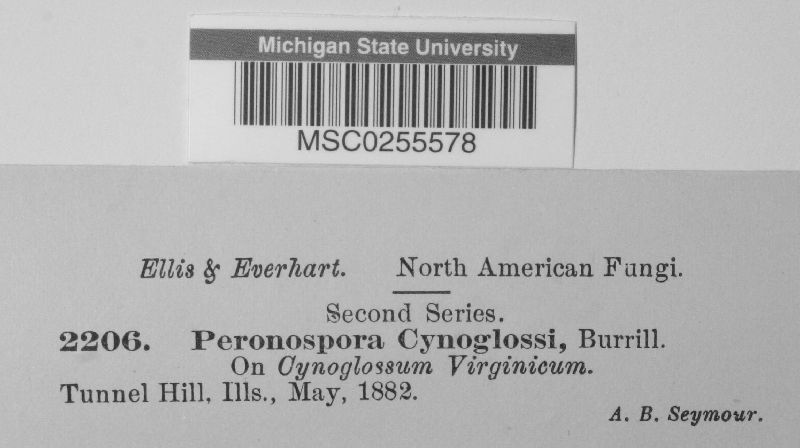 Michigan State University
MSC0255578
Ellis & Everhart. North American Fungi.
Second Series.
2206. Peronospora Cynoglossi, Burrill.
On Cynoglossum Virginicum.
Tunnel Hill, Ills., May, 1882.
A. B. Seymour.